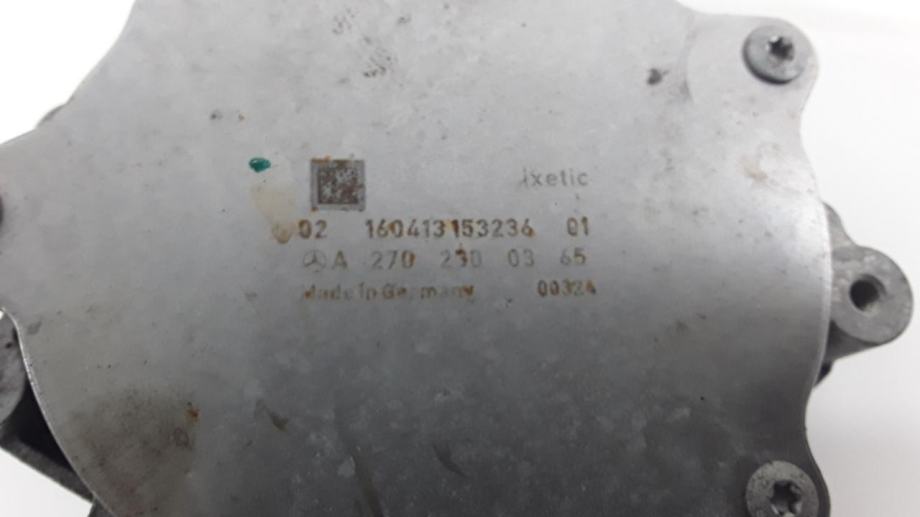 ixetic
02 160413153236 01
A 270 230 03 65
Made in Germany 00324